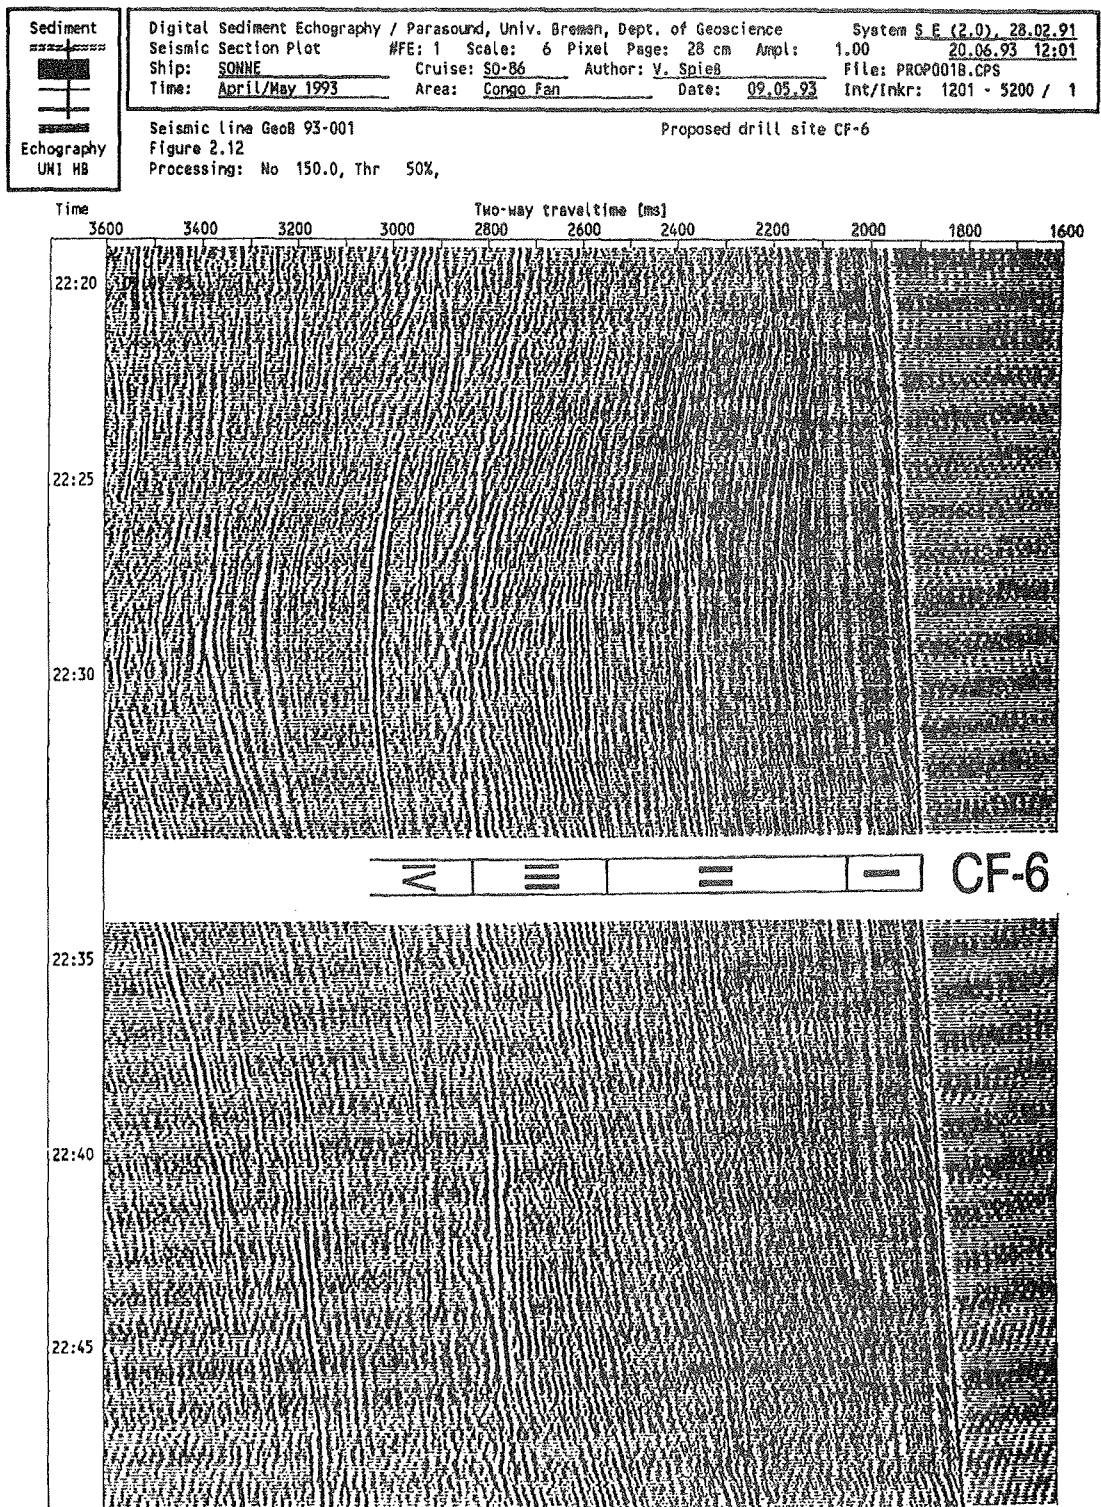 Sediment
Echography
UNI HB
Digital Sediment Echography / Parasound, Univ. Bremen, Dept. of Geoscience System S E (2.0), 28.02.91
Seismic Section Plot #FE: 1 Scale: 6 Pixel Page: 28 cm Ampl: 1.00 20.06.93 12:01
Ship: SONNE Cruise: SO-86 Author: V. Spieß File: PROP001B.CPS
Time: April/May 1993 Area: Congo Fan Date: 09.05.93 Int/Inkr: 1201 - 5200 / 1
Seismic line GeoB 93-001 Proposed drill site CF-6
Figure 2.12
Processing: No 150.0, Thr 50%,
Time Two-way traveltime [ms]
3600 3400 3200 3000 2800 2600 2400 2200 2000 1800 1600
22:20
22:25
22:30
IV III II I CF-6
22:35
22:40
22:45